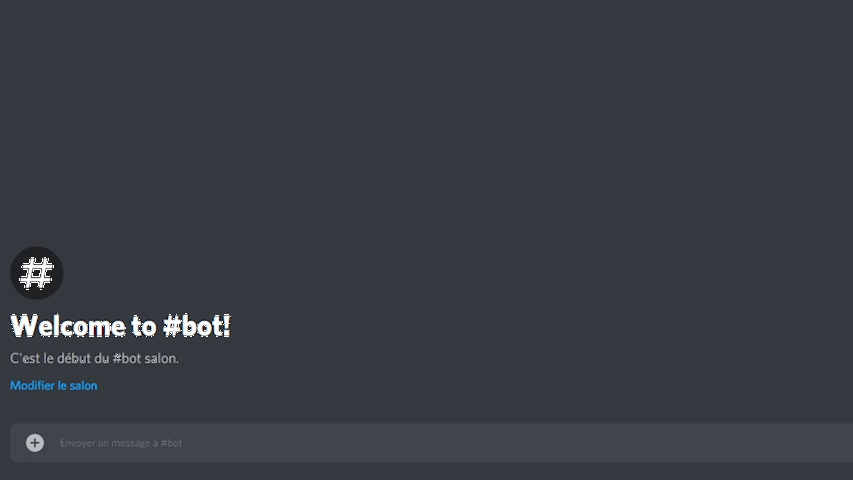 #
Welcome to #bot!
C'est le début du #bot salon.
Modifier le salon
Envoyer un message à #bot